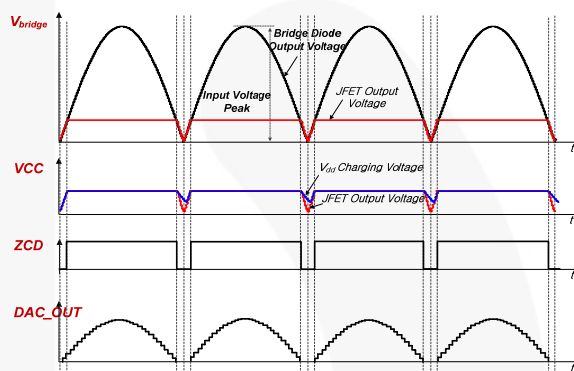 Vbridge
Bridge Diode
Output Voltage
Input Voltage
Peak
JFET Output
Voltage
t
VCC
Vdd Charging Voltage
JFET Output Voltage
t
ZCD
t
DAC_OUT
t